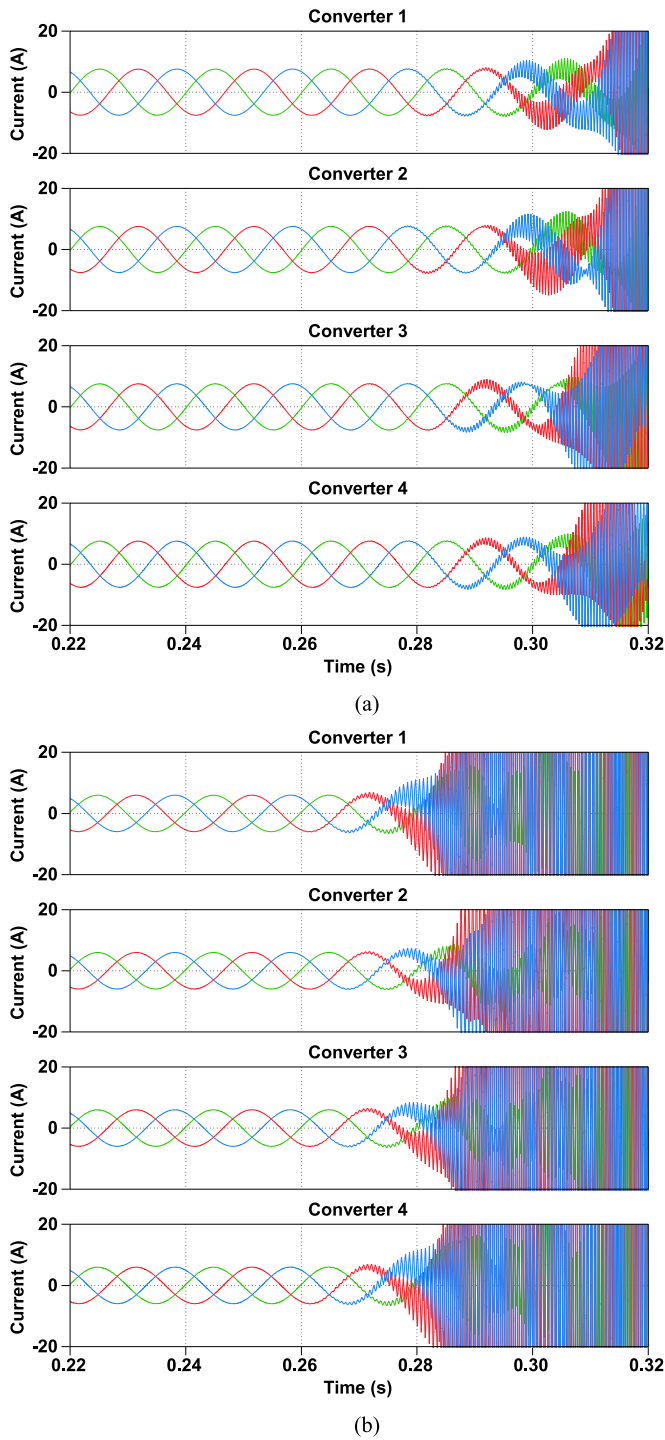 Converter 1
20
0
-20
Current (A)
Converter 2
20
0
-20
Current (A)
Converter 3
20
0
-20
Current (A)
Converter 4
20
0
-20
Current (A)
0.22 0.24 0.26 0.28 0.30 0.32
Time (s)
(a)
Converter 1
20
0
-20
Current (A)
Converter 2
20
0
-20
Current (A)
Converter 3
20
0
-20
Current (A)
Converter 4
20
0
-20
Current (A)
0.22 0.24 0.26 0.28 0.30 0.32
Time (s)
(b)